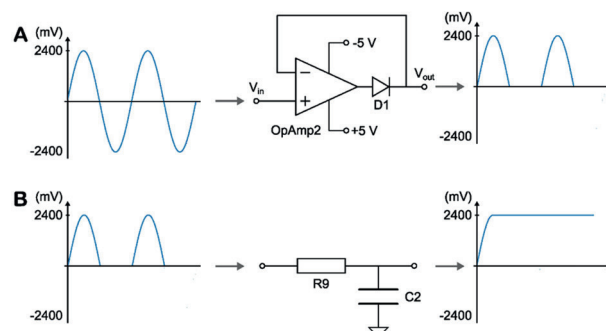 A
(mV)
2400
-2400
V_in
−
+
-5 V
+5 V
OpAmp2
D1
V_out
(mV)
2400
-2400
B
(mV)
2400
-2400
R9
C2
(mV)
2400
-2400